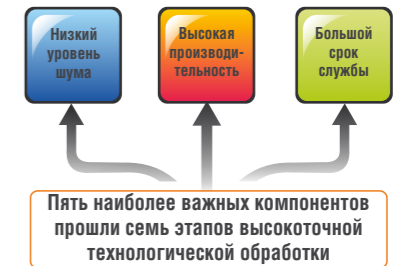 Низкий
уровень
шума
Высокая
производи-
тельность
Большой
срок
службы
Пять наиболее важных компонентов
прошли семь этапов высокоточной
технологической обработки